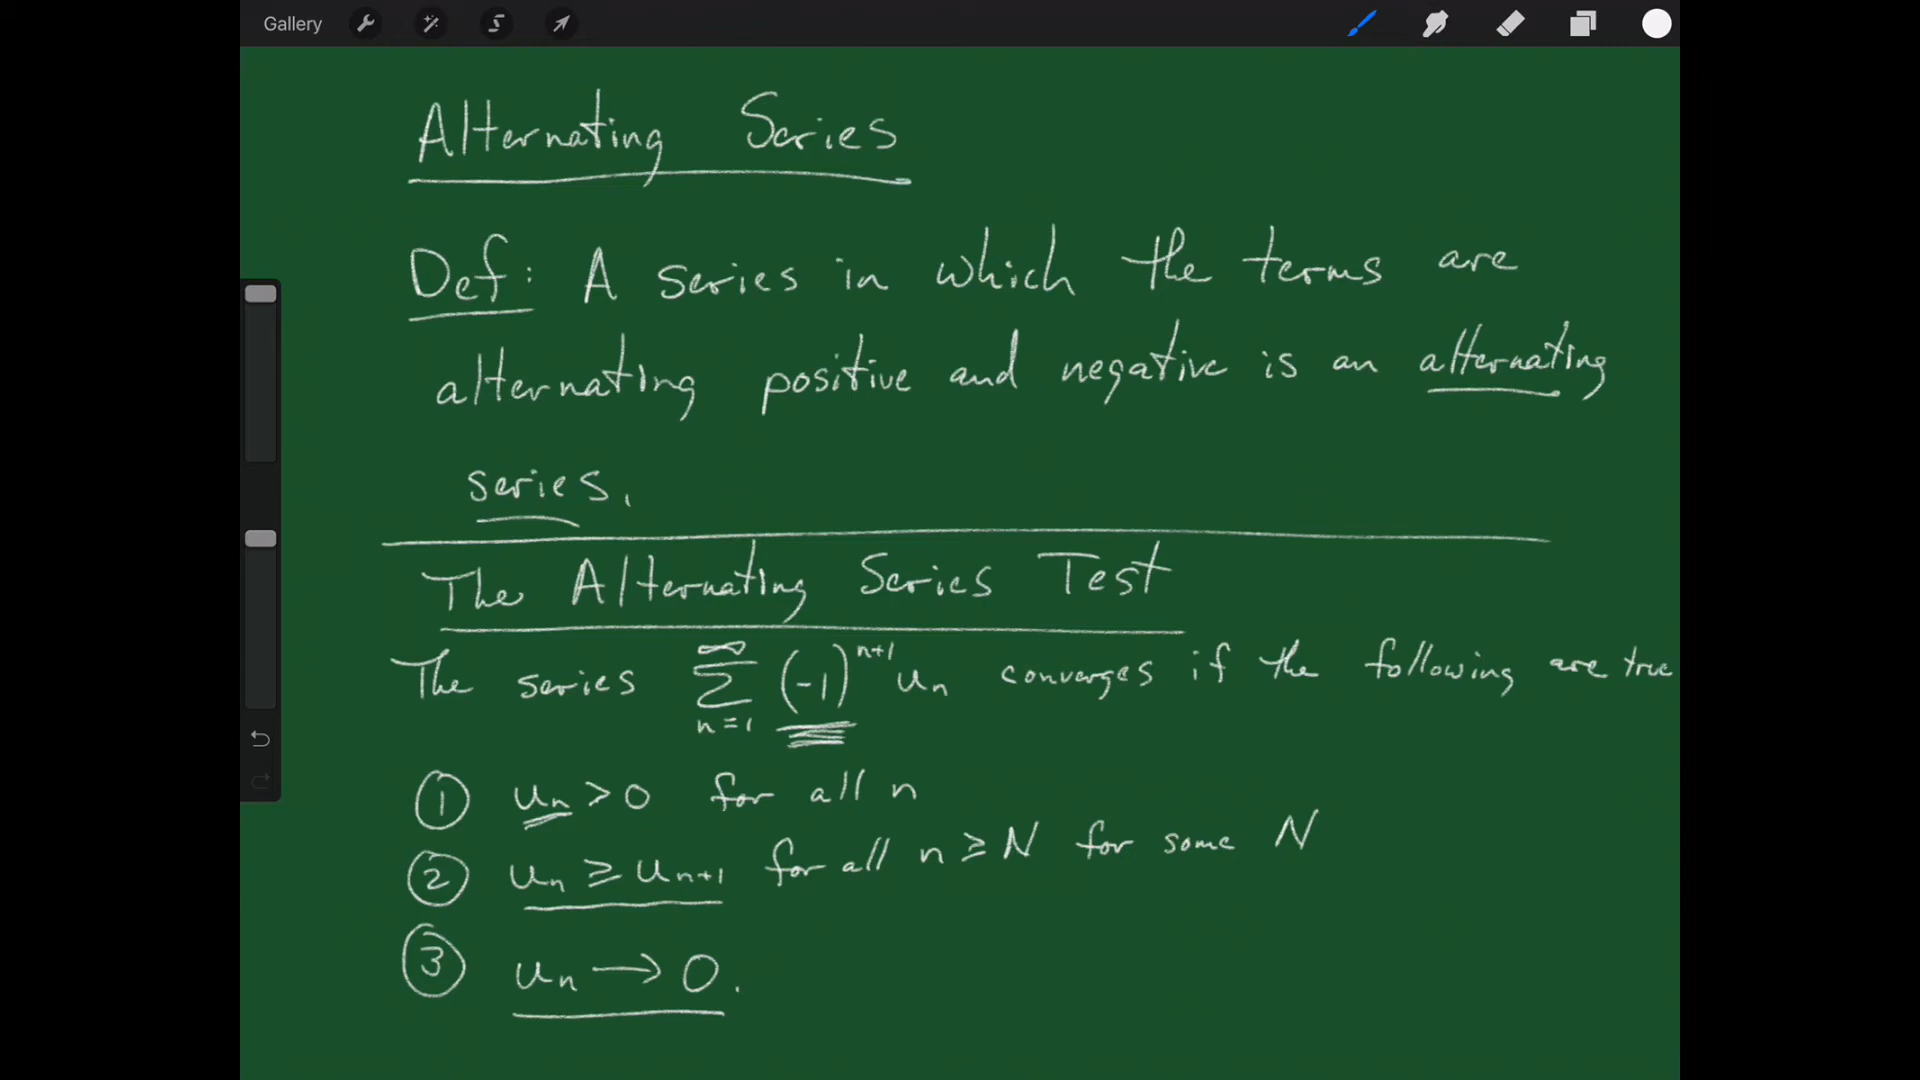 Gallery
Alternating Series
Def: A series in which the terms are
alternating positive and negative is an alternating
series.
The Alternating Series Test
The series ∑_{n=1}^{∞} (-1)^{n+1} u_n converges if the following are true
① u_n > 0 for all n
② u_n ≥ u_{n+1} for all n ≥ N for some N
③ u_n → 0.